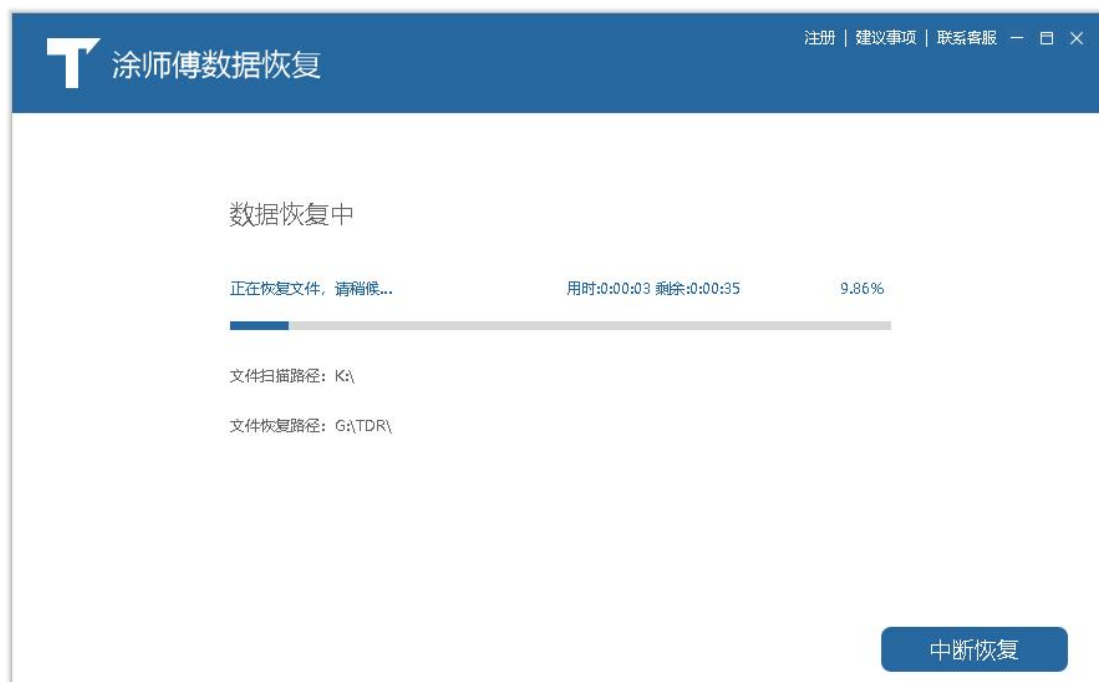 注册 | 建议事项 | 联系客服
涂师傅数据恢复
数据恢复中
正在恢复文件，请稍候... 用时:0:00:03 剩余:0:00:35 9.86%
文件扫描路径：K:\
文件恢复路径：G:\TDR\
中断恢复